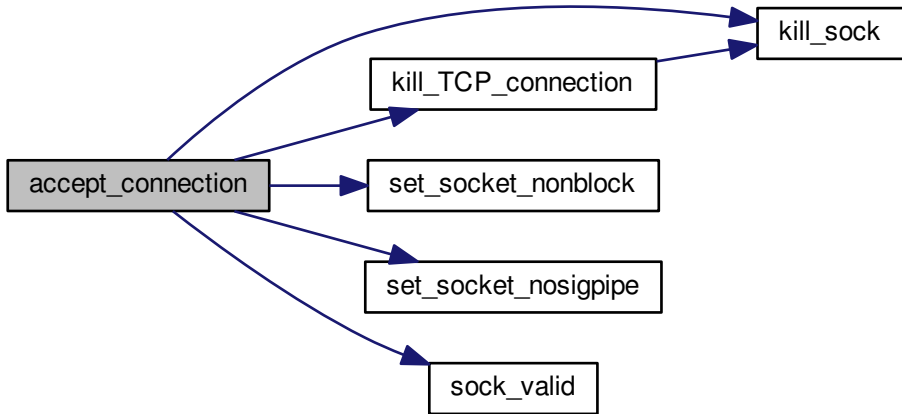 kill_sock
kill_TCP_connection
accept_connection
set_socket_nonblock
set_socket_nosigpipe
sock_valid